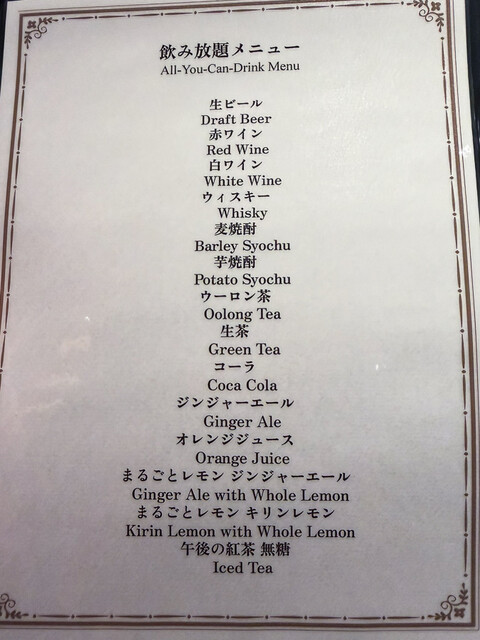 飲み放題メニュー
All-You-Can-Drink Menu
生ビール
Draft Beer
赤ワイン
Red Wine
白ワイン
White Wine
ウィスキー
Whisky
麦焼酎
Barley Syochu
芋焼酎
Potato Syochu
ウーロン茶
Oolong Tea
生茶
Green Tea
コーラ
Coca Cola
ジンジャーエール
Ginger Ale
オレンジジュース
Orange Juice
まるごとレモン ジンジャーエール
Ginger Ale with Whole Lemon
まるごとレモン キリンレモン
Kirin Lemon with Whole Lemon
午後の紅茶 無糖
Iced Tea